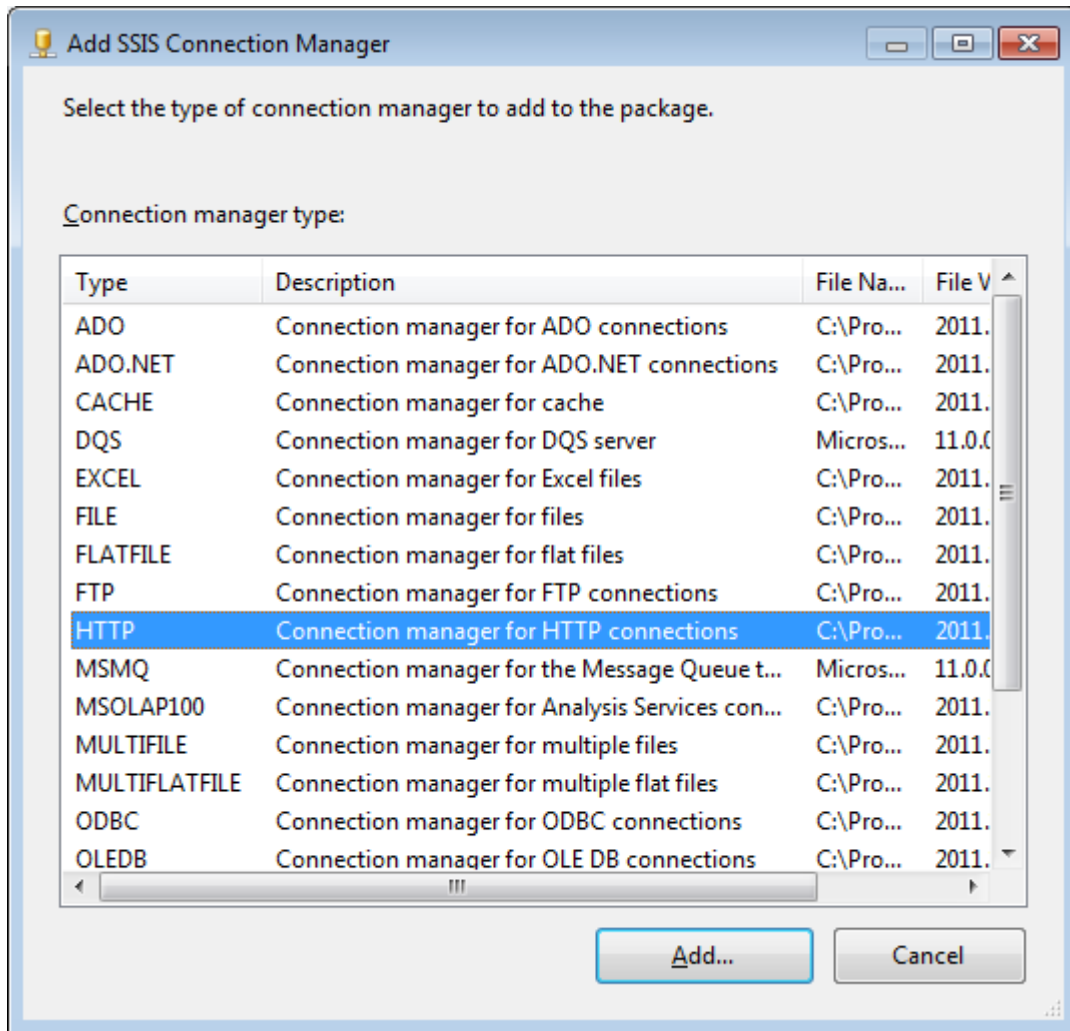 Add SSIS Connection Manager
Select the type of connection manager to add to the package.
Connection manager type:
Type Description File Na... File V
ADO Connection manager for ADO connections C:\Pro... 2011.
ADO.NET Connection manager for ADO.NET connections C:\Pro... 2011.
CACHE Connection manager for cache C:\Pro... 2011.
DQS Connection manager for DQS server Micros... 11.0.0
EXCEL Connection manager for Excel files C:\Pro... 2011.
FILE Connection manager for files C:\Pro... 2011.
FLATFILE Connection manager for flat files C:\Pro... 2011.
FTP Connection manager for FTP connections C:\Pro... 2011.
HTTP Connection manager for HTTP connections C:\Pro... 2011.
MSMQ Connection manager for the Message Queue t... Micros... 11.0.0
MSOLAP100 Connection manager for Analysis Services con... C:\Pro... 2011.
MULTIFILE Connection manager for multiple files C:\Pro... 2011.
MULTIFLATFILE Connection manager for multiple flat files C:\Pro... 2011.
ODBC Connection manager for ODBC connections C:\Pro... 2011.
OLEDB Connection manager for OLE DB connections C:\Pro... 2011.
Add... Cancel